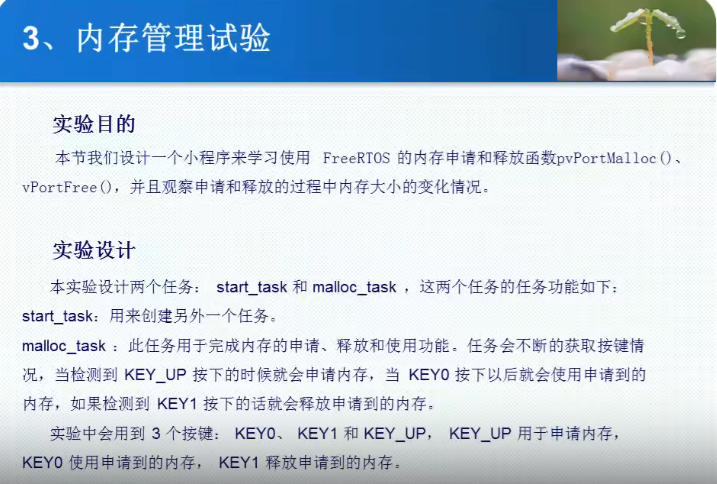 3、内存管理试验
实验目的
本节我们设计一个小程序来学习使用 FreeRTOS 的内存申请和释放函数pvPortMalloc()、
vPortFree()，并且观察申请和释放的过程中内存大小的变化情况。
实验设计
本实验设计两个任务： start_task 和 malloc_task ，这两个任务的任务功能如下：
start_task：用来创建另外一个任务。
malloc_task ：此任务用于完成内存的申请、释放和使用功能。任务会不断的获取按键情
况，当检测到 KEY_UP 按下的时候就会申请内存，当 KEY0 按下以后就会使用申请到的
内存，如果检测到 KEY1 按下的话就会释放申请到的内存。
实验中会用到 3 个按键： KEY0、 KEY1 和 KEY_UP， KEY_UP 用于申请内存，
KEY0 使用申请到的内存， KEY1 释放申请到的内存。